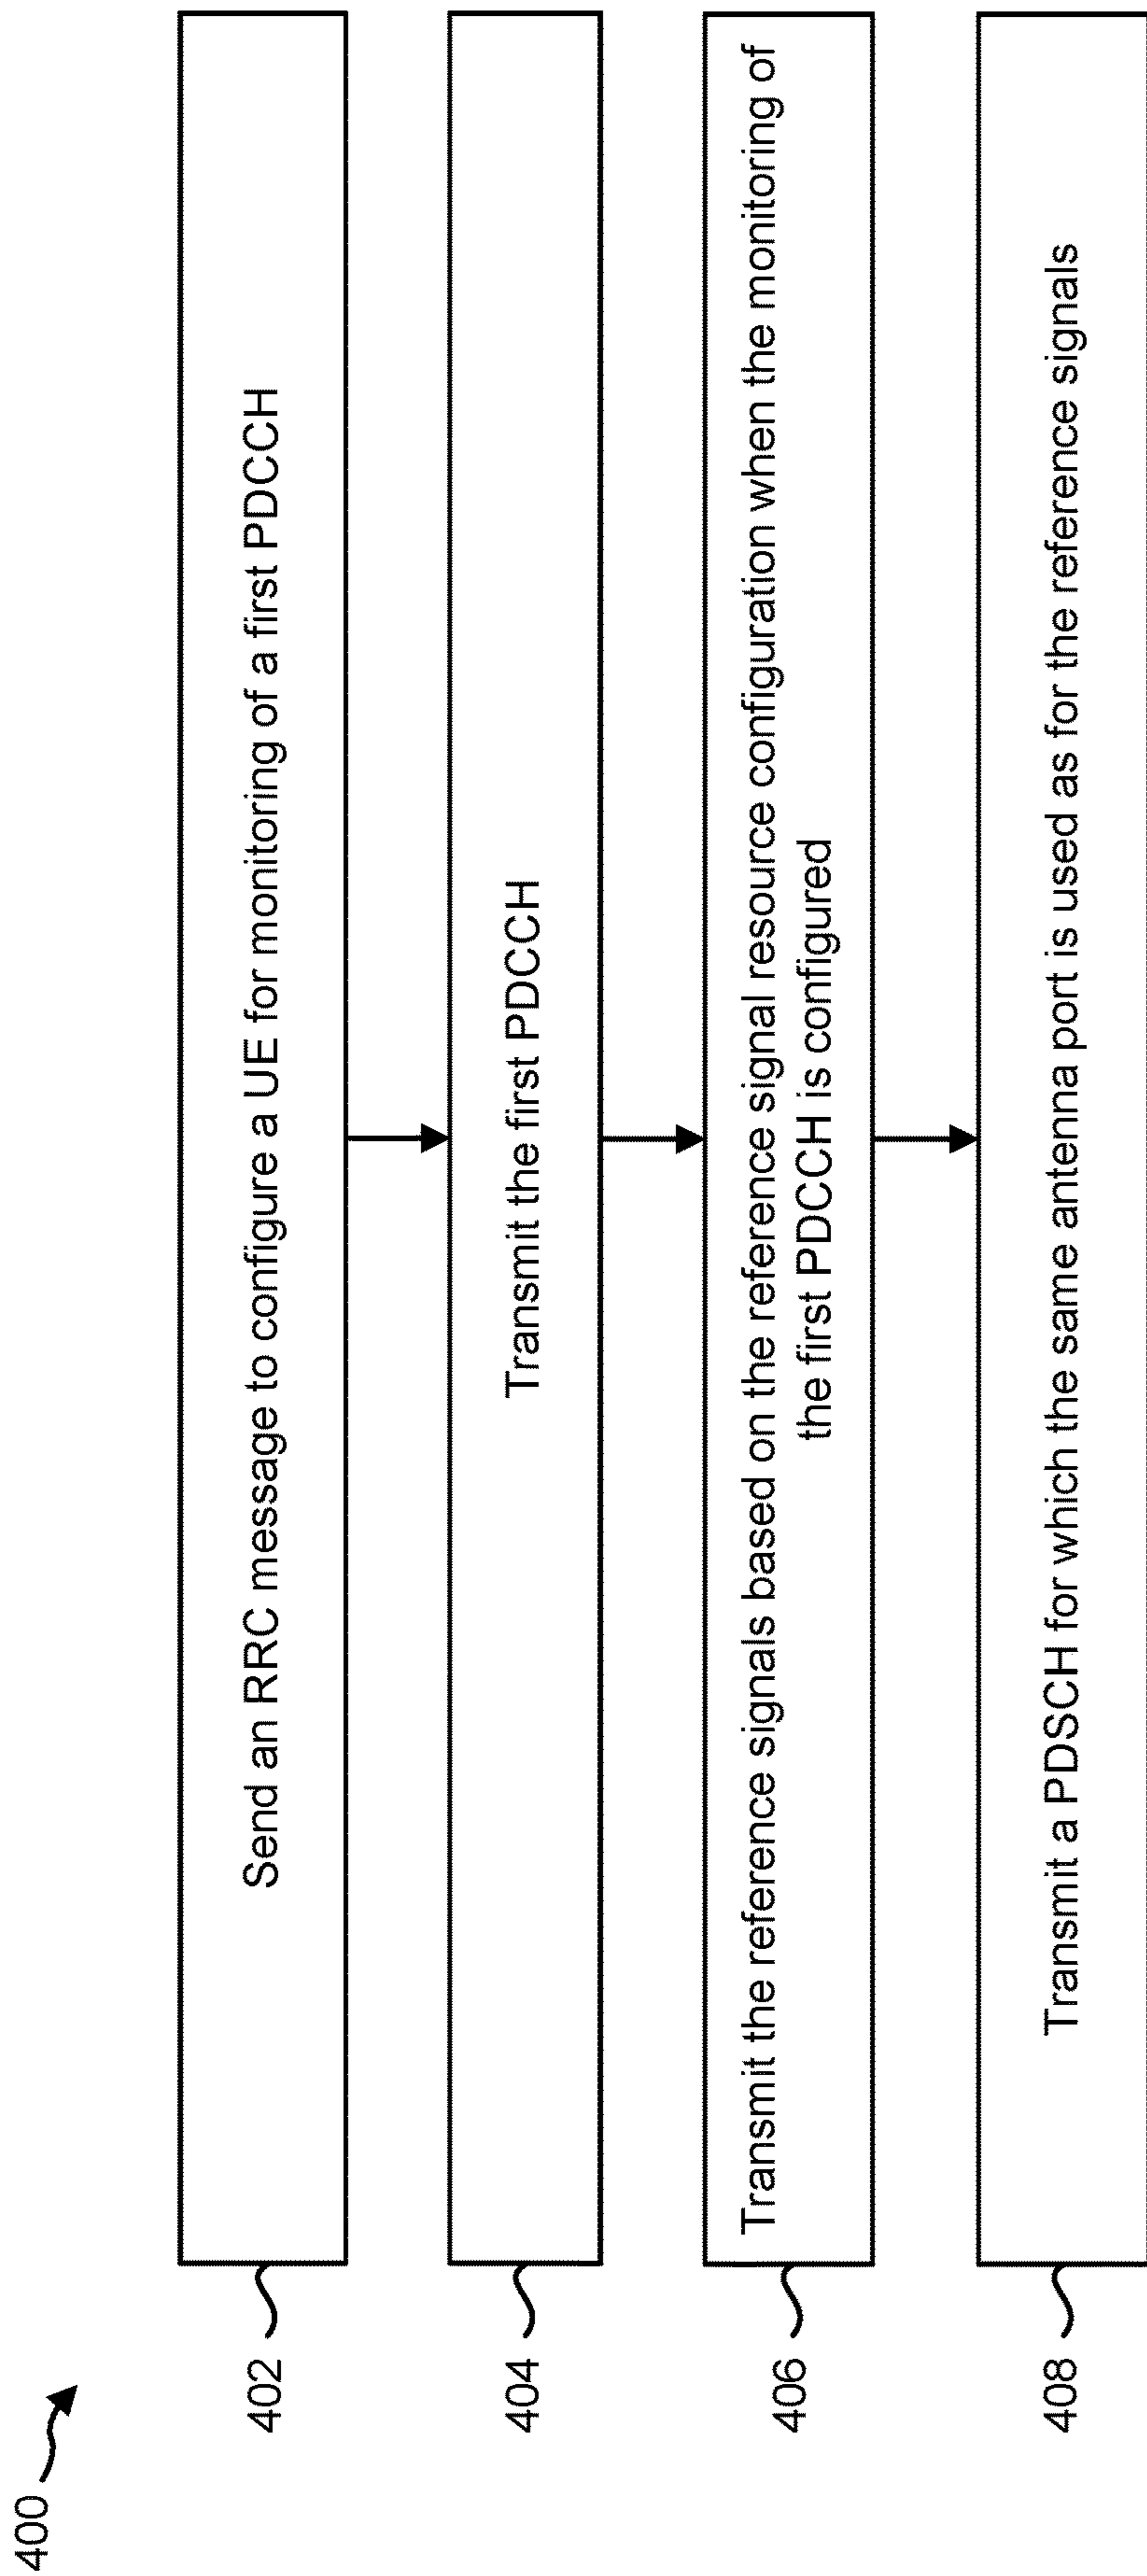 400
402
Send an RRC message to configure a UE for monitoring of a first PDCCH
404
Transmit the first PDCCH
406
Transmit the reference signals based on the reference signal resource configuration when the monitoring of
the first PDCCH is configured
408
Transmit a PDSCH for which the same antenna port is used as for the reference signals